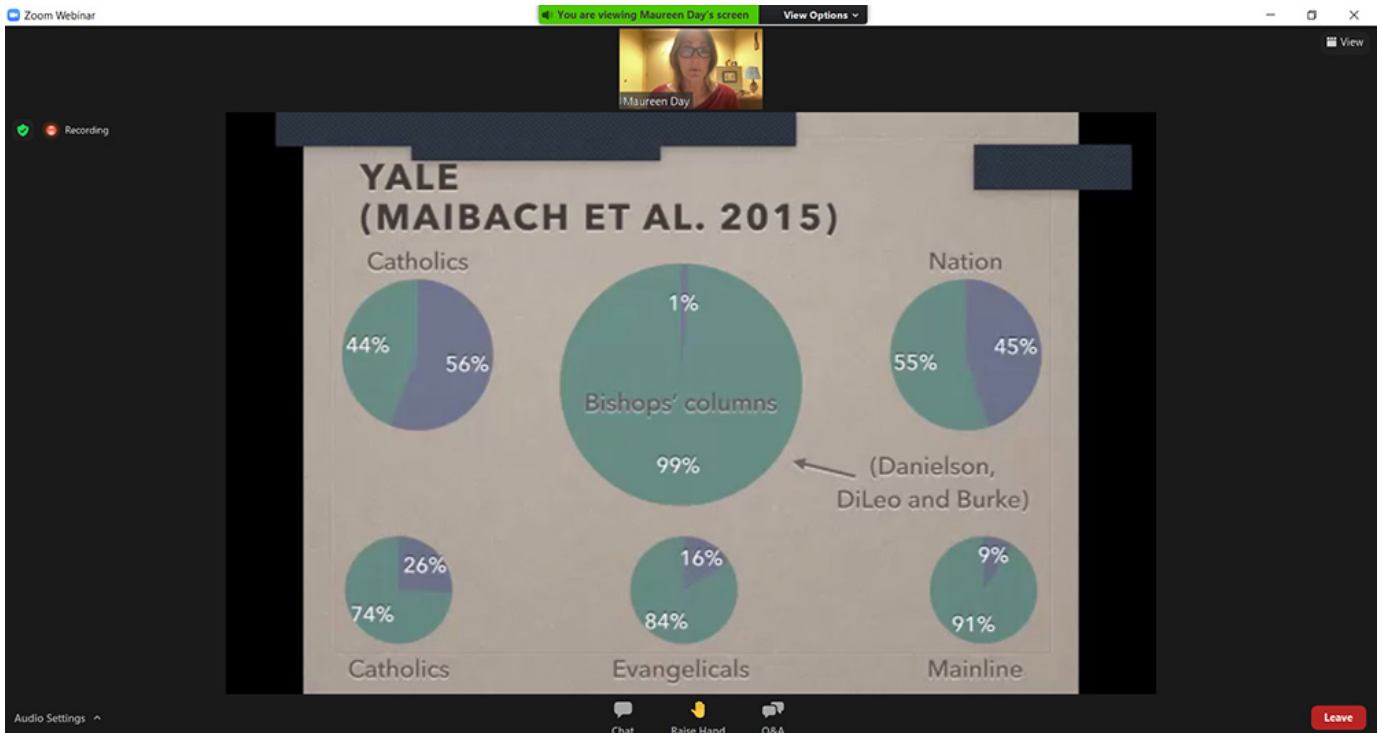 Zoom Webinar
You are viewing Maureen Day's screen
View Options
View
Maureen Day
Recording
YALE
(MAIBACH ET AL. 2015)
Catholics
Nation
1%
44%
56%
55%
45%
Bishops' columns
99%
(Danielson,
DiLeo and Burke)
26%
74%
16%
84%
9%
91%
Catholics
Evangelicals
Mainline
Audio Settings
Chat
Raise Hand
Q&A
Leave